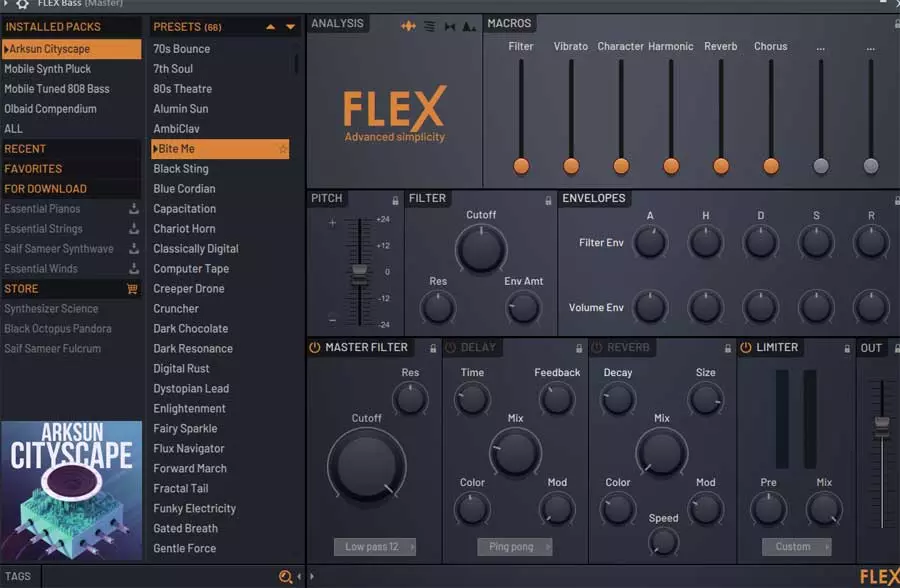 FLEX Bass (Master)
INSTALLED PACKS
Arksun Cityscape
Mobile Synth Pluck
Mobile Tuned 808 Bass
Olbaid Compendium
ALL
RECENT
FAVORITES
FOR DOWNLOAD
Essential Pianos
Essential Strings
Saif Sameer Synthwave
Essential Winds
STORE
Synthesizer Science
Black Octopus Pandora
Saif Sameer Fulcrum
ARKSUN
CITYSCAPE
TAGS
PRESETS (66)
70s Bounce
7th Soul
80s Theatre
Alumin Sun
AmbiClav
Bite Me
Black Sting
Blue Cordian
Capacitation
Chariot Horn
Classically Digital
Computer Tape
Creeper Drone
Cruncher
Dark Chocolate
Dark Resonance
Digital Rust
Dystopian Lead
Enlightenment
Fairy Sparkle
Flux Navigator
Forward March
Fractal Tail
Funky Electricity
Gated Breath
Gentle Force
ANALYSIS
FLEX
Advanced simplicity
MACROS
Filter Vibrato Character Harmonic Reverb Chorus ... ...
PITCH
+24
+12
0
-12
-24
FILTER
Cutoff
Res Env Amt
ENVELOPES
A H D S R
Filter Env
Volume Env
MASTER FILTER
Res
Cutoff
Low pass 12
DELAY
Time Feedback
Mix
Color Mod
Ping pong
REVERB
Decay Size
Mix
Color Mod
Speed
LIMITER
Pre Mix
Custom
OUT
FLEX